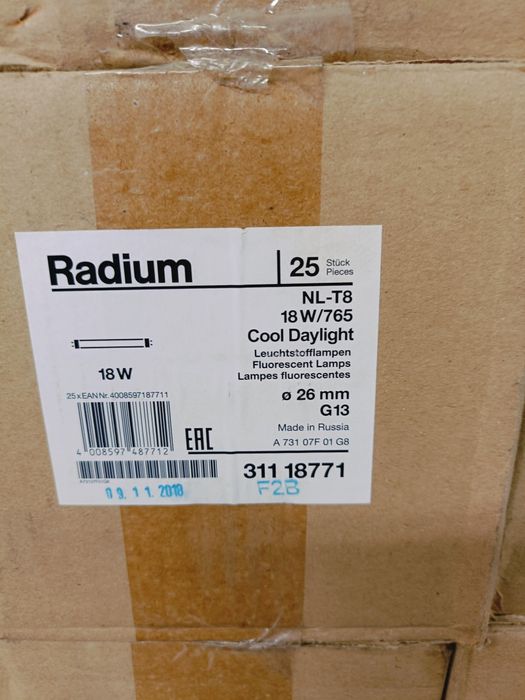 Radium
25 Stück
Pieces
NL-T8
18 W/765
Cool Daylight
Leuchtstofflampen
Fluorescent Lamps
Lampes fluorescentes
18 W
ø 26 mm
G13
25 x EAN Nr. 4008597187711
Made in Russia
EAC
A 731 07F 01 G8
4 008597 487712
311 18771
F2B
09.11.2018